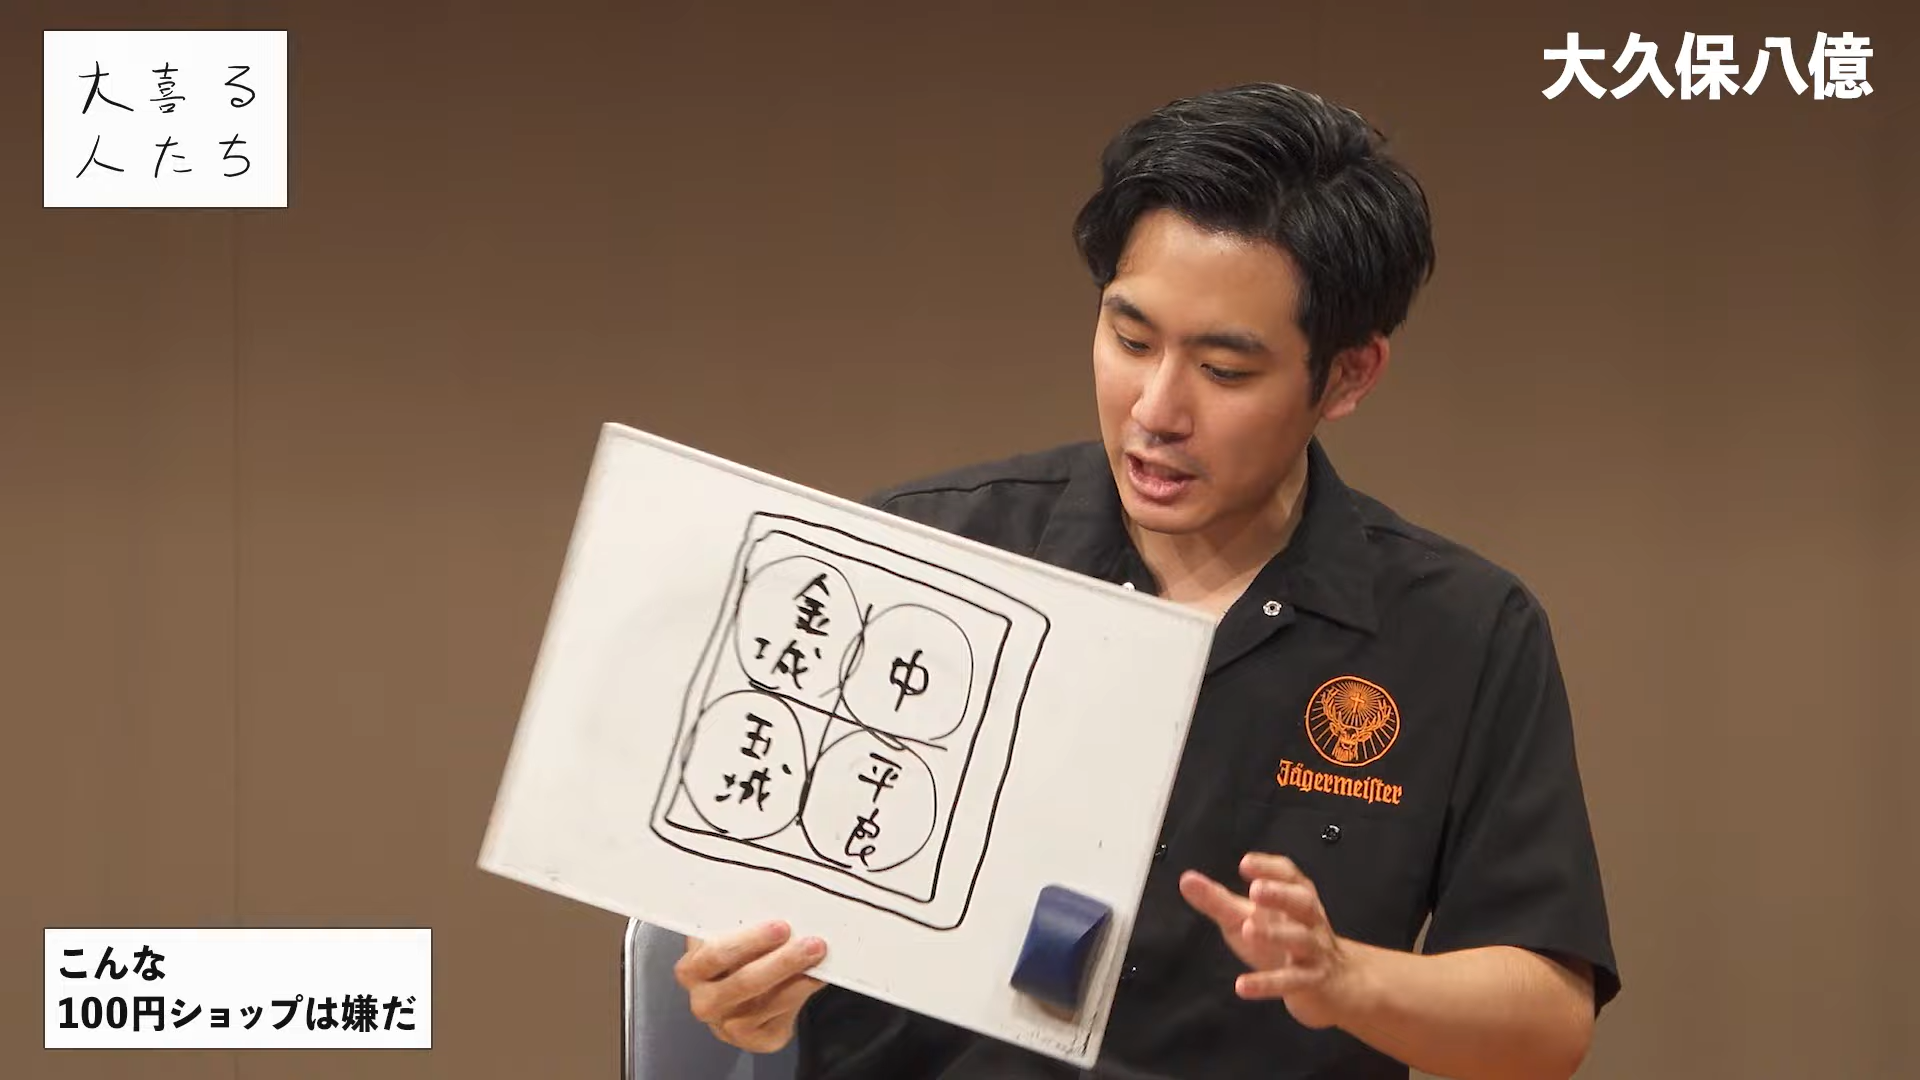 大喜る
人たち
大久保八億
金城
中
玉城
平良
Jägermeister
こんな
100円ショップは嫌だ